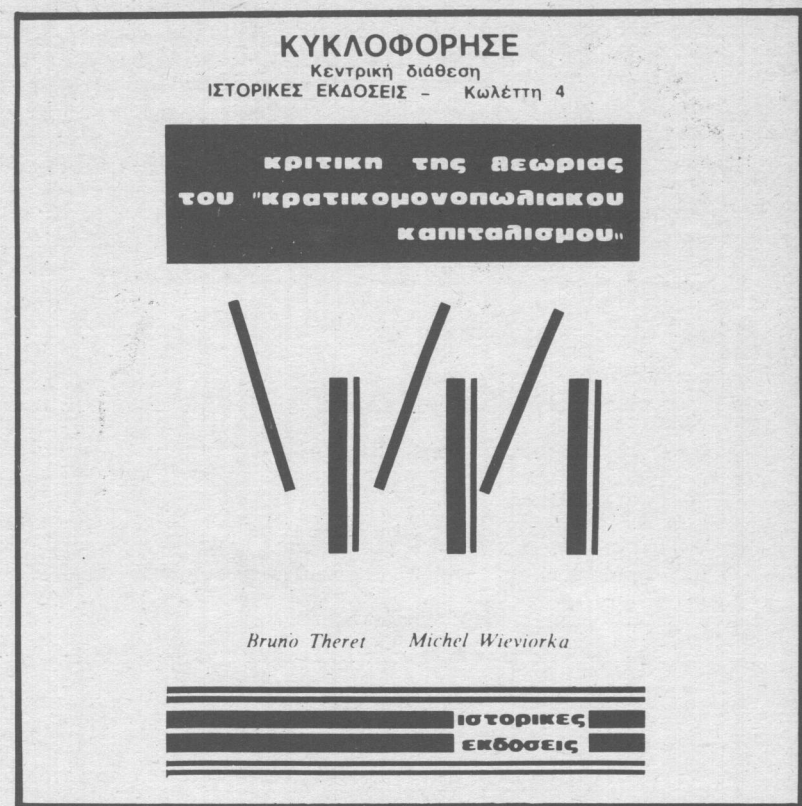 ΚΥΚΛΟΦΟΡΗΣΕ
Κεντρική διάθεση
ΙΣΤΟΡΙΚΕΣ ΕΚΔΟΣΕΙΣ – Κωλέττη 4
κριτικη της θεωριας
του "κρατικομονοπωλιακου
καπιταλισμου"
Bruno Theret Michel Wieviorka
ιστορικες
εκδοσεις